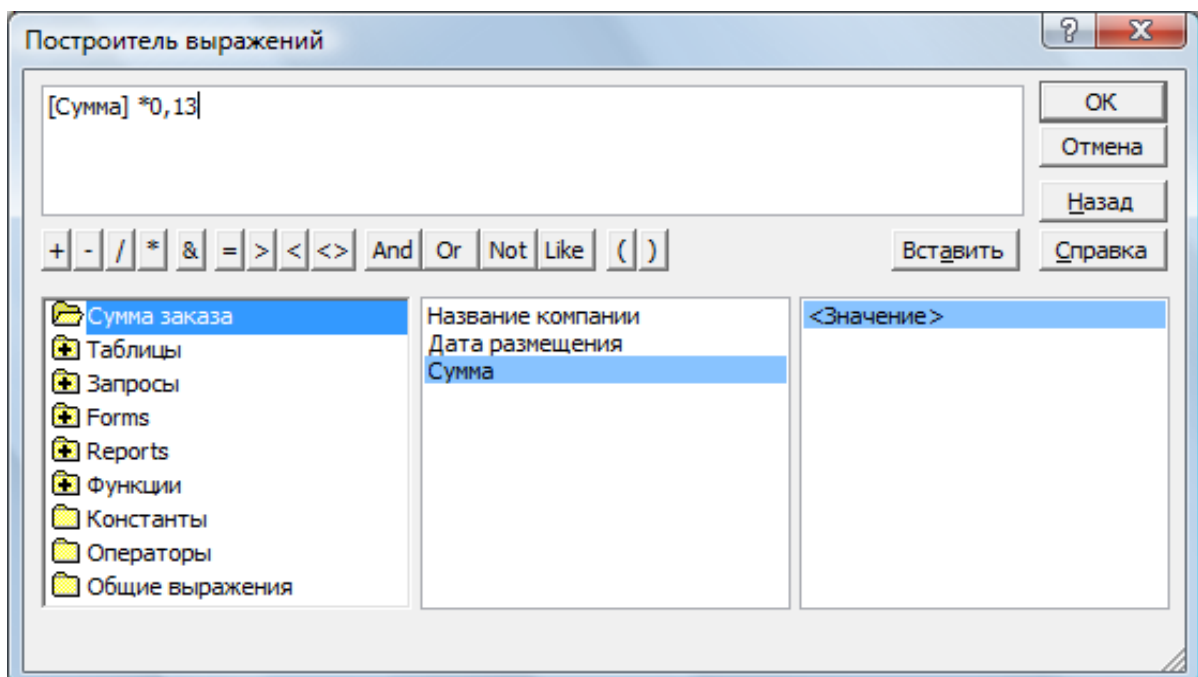 Построитель выражений
?
X
[Сумма] *0,13
ОК
Отмена
Назад
+ - / * & = > < <> And Or Not Like ( ) Вставить Справка
Сумма заказа
Таблицы
Запросы
Forms
Reports
Функции
Константы
Операторы
Общие выражения
Название компании
Дата размещения
Сумма
<Значение>